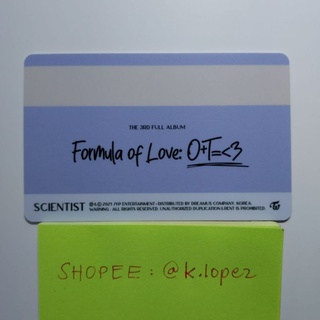 THE 3RD FULL ALBUM
Formula of Love: O+T=<3
SCIENTIST
℗&© 2021 JYP ENTERTAINMENT • DISTRIBUTED BY DREAMUS COMPANY. KOREA.
WARNING : ALL RIGHTS RESERVED. UNAUTHORIZED DUPLICATION/USENT IS PROHIBITED.
SHOPEE : @k.lopez